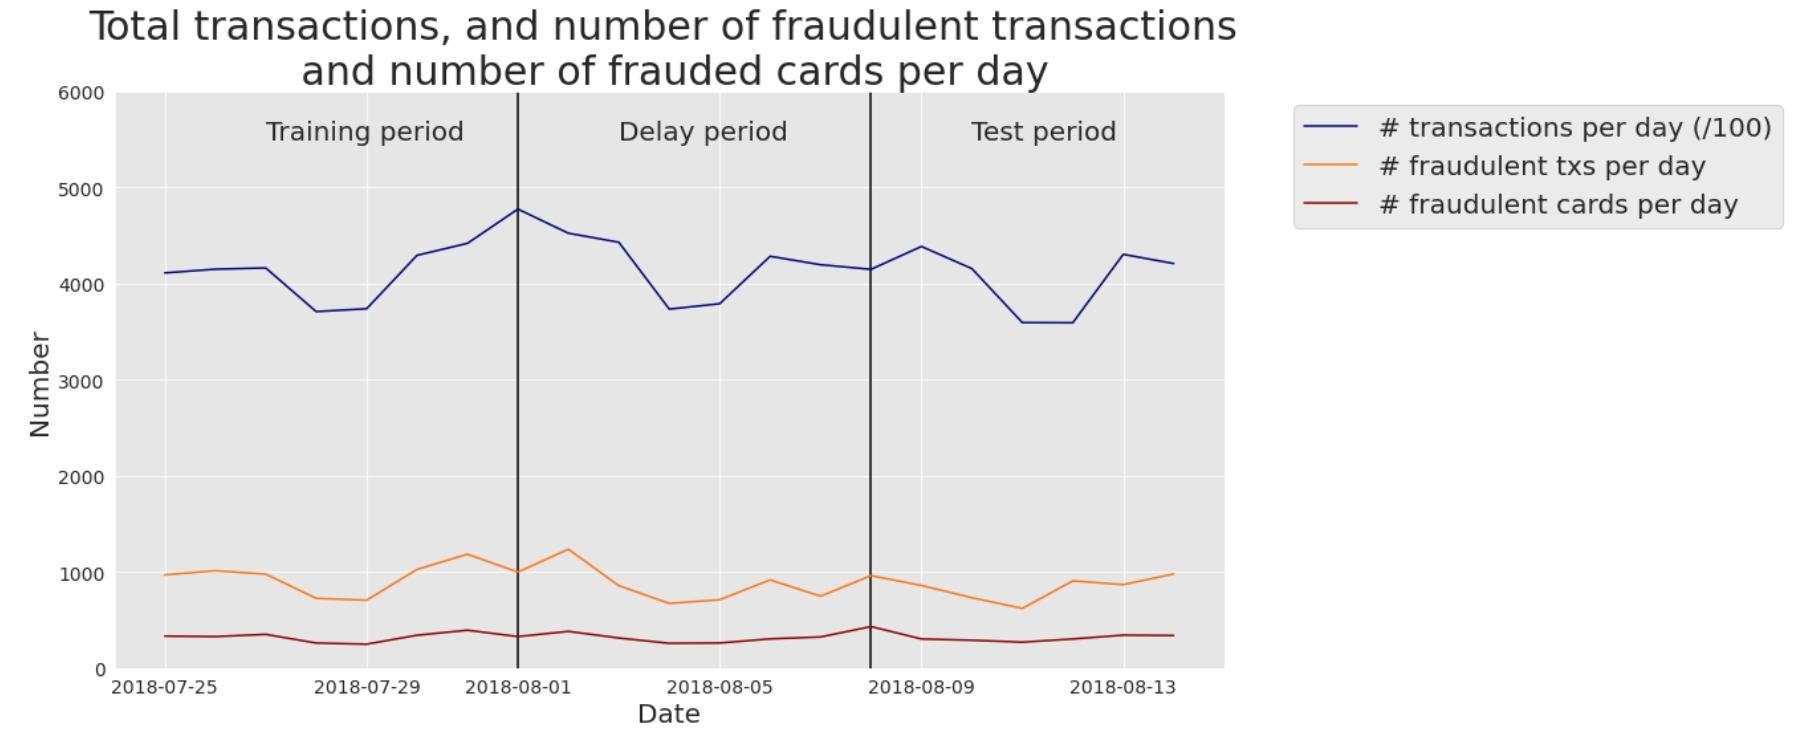 Total transactions, and number of fraudulent transactions
and number of frauded cards per day
6000
5000
4000
3000
2000
1000
0
Number
Training period
Delay period
Test period
2018-07-25
2018-07-29
2018-08-01
2018-08-05
2018-08-09
2018-08-13
Date
# transactions per day (/100)
# fraudulent txs per day
# fraudulent cards per day